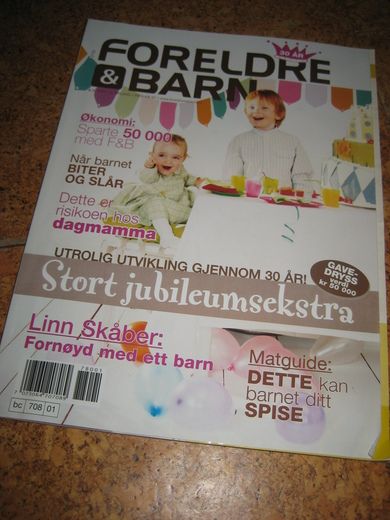 FORELDRE
30 ÅR
& BARN
Økonomi:
Sparte 50 000
med F&B
Når barnet
BITER
OG SLÅR
Dette er
risikoen hos
dagmamma
UTROLIG UTVIKLING GJENNOM 30 ÅR!
GAVE-
DRYSS
verdi
kr 50 000
Stort jubileumsekstra
Linn Skåber:
Fornøyd med ett barn
Matguide:
DETTE kan
barnet ditt
SPISE
bc 708 01